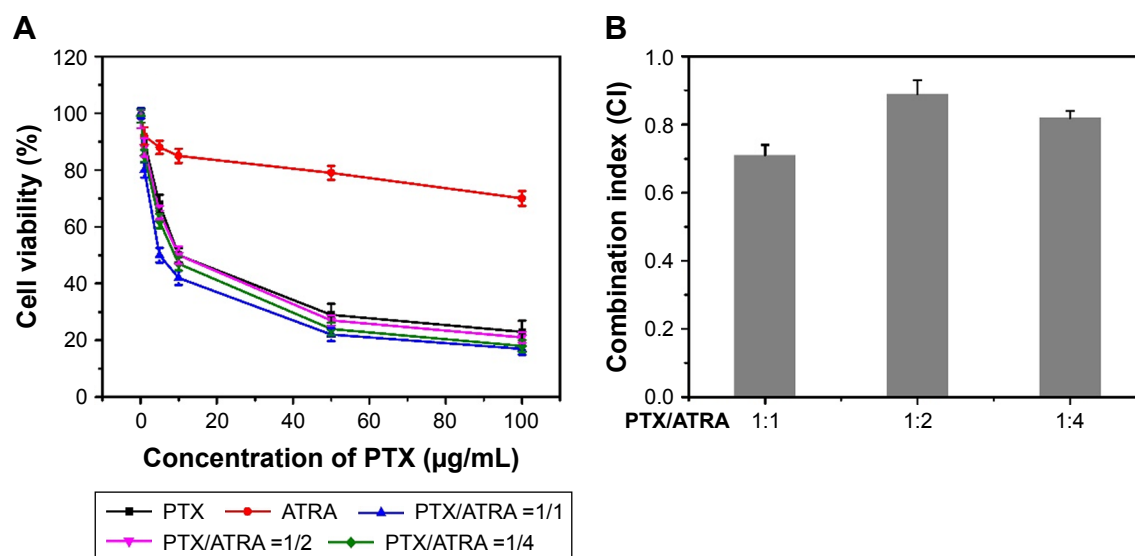 A
120
100
80
60
40
20
0
Cell viability (%)
0 20 40 60 80 100
Concentration of PTX (µg/mL)
PTX ATRA PTX/ATRA =1/1
PTX/ATRA =1/2 PTX/ATRA =1/4
B
1.0
0.8
0.6
0.4
0.2
0.0
Combination index (CI)
PTX/ATRA 1:1 1:2 1:4